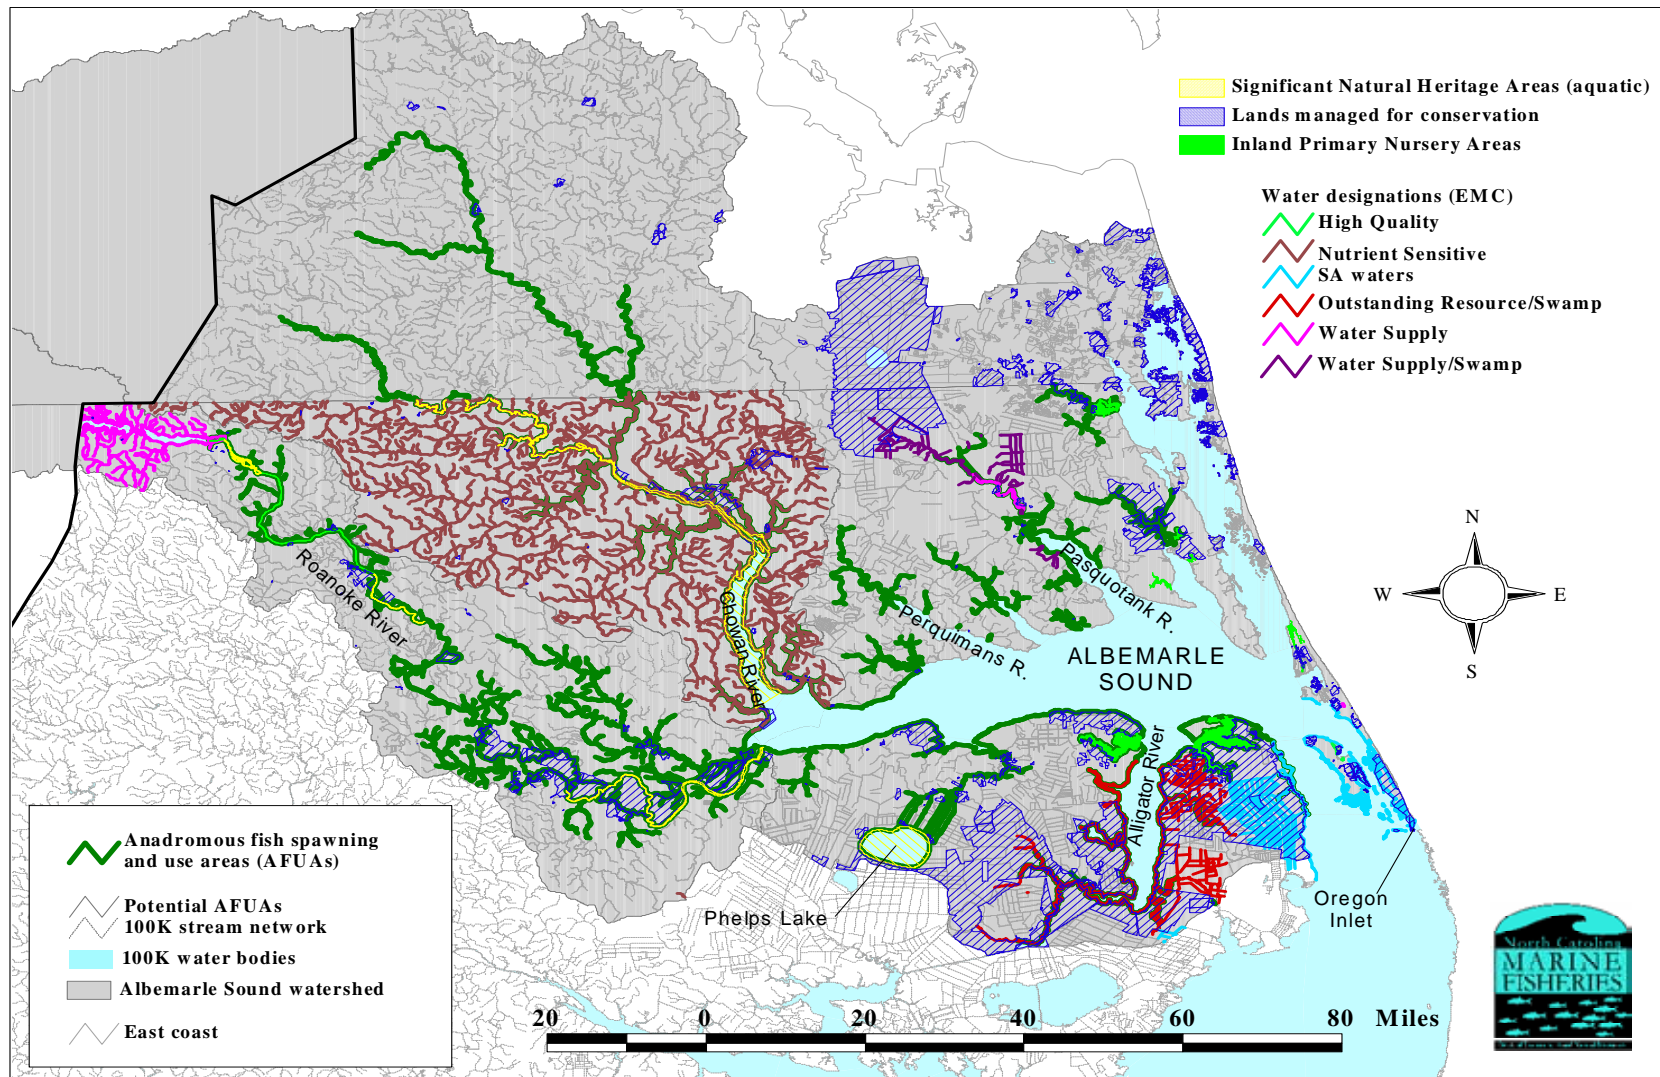 Significant Natural Heritage Areas (aquatic)
Lands managed for conservation
Inland Primary Nursery Areas
Water designations (EMC)
High Quality
Nutrient Sensitive
SA waters
Outstanding Resource/Swamp
Water Supply
Water Supply/Swamp
N
W
E
S
Roanoke River
Chowan River
Perquimans R.
Pasquotank R.
ALBEMARLE
SOUND
Alligator River
Phelps Lake
Oregon
Inlet
Anadromous fish spawning
and use areas (AFUAs)
Potential AFUAs
100K stream network
100K water bodies
Albemarle Sound watershed
East coast
20 0 20 40 60 80 Miles
North Carolina
MARINE
FISHERIES